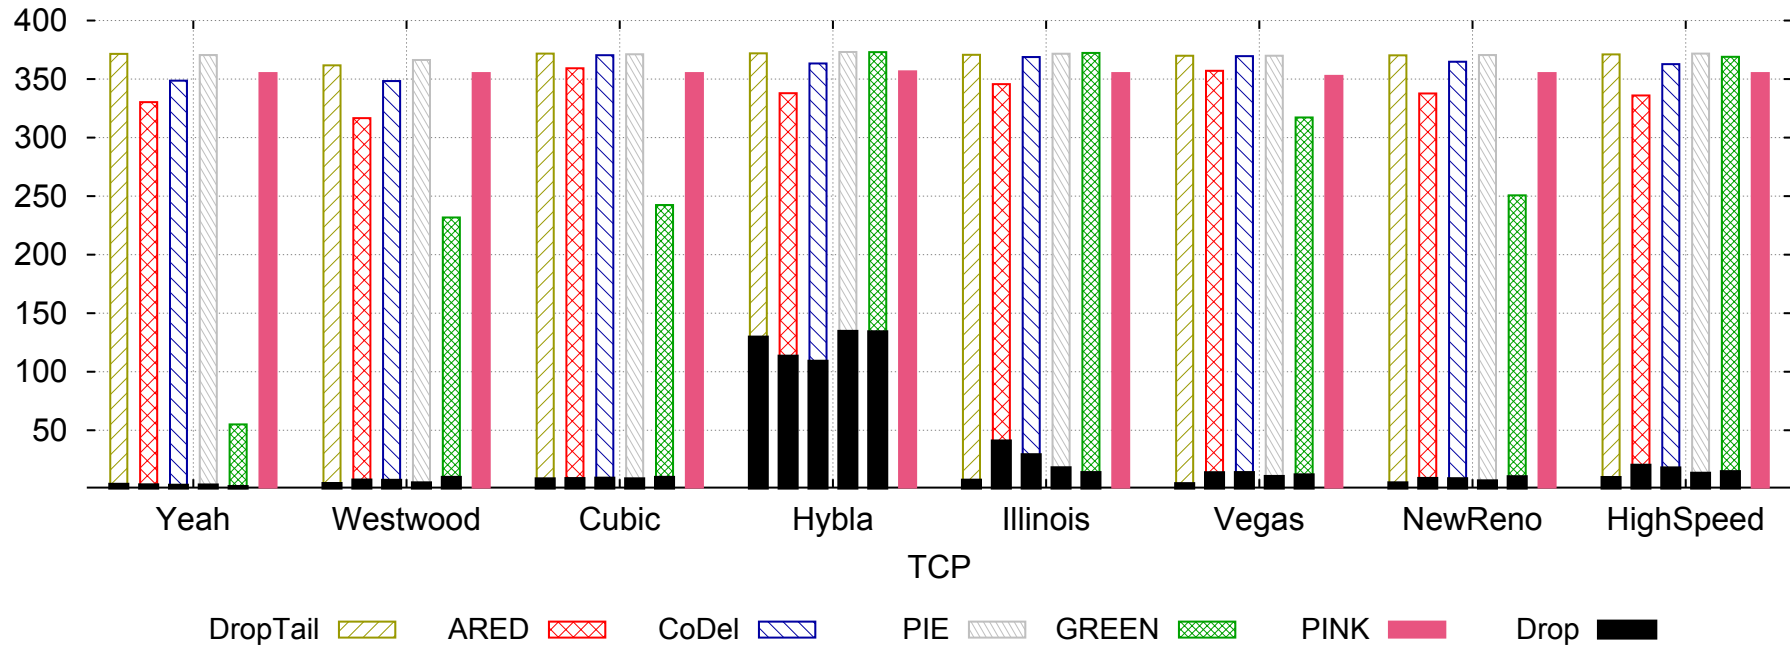 400
350
300
250
200
150
100
50
Yeah Westwood Cubic Hybla Illinois Vegas NewReno HighSpeed
TCP
DropTail ARED CoDel PIE GREEN PINK Drop